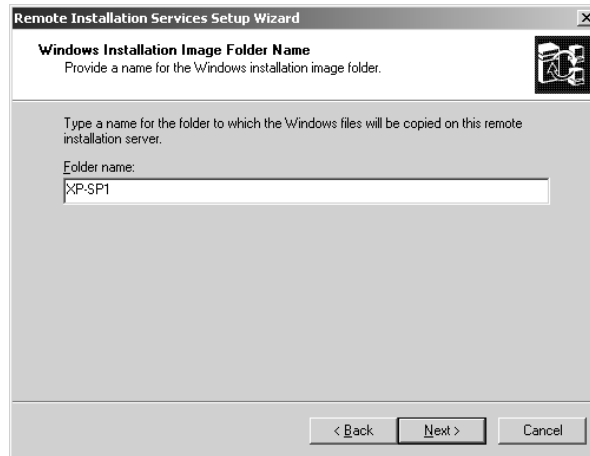 Remote Installation Services Setup Wizard
Windows Installation Image Folder Name
Provide a name for the Windows installation image folder.
Type a name for the folder to which the Windows files will be copied on this remote
installation server.
Folder name:
XP-SP1
< Back
Next >
Cancel